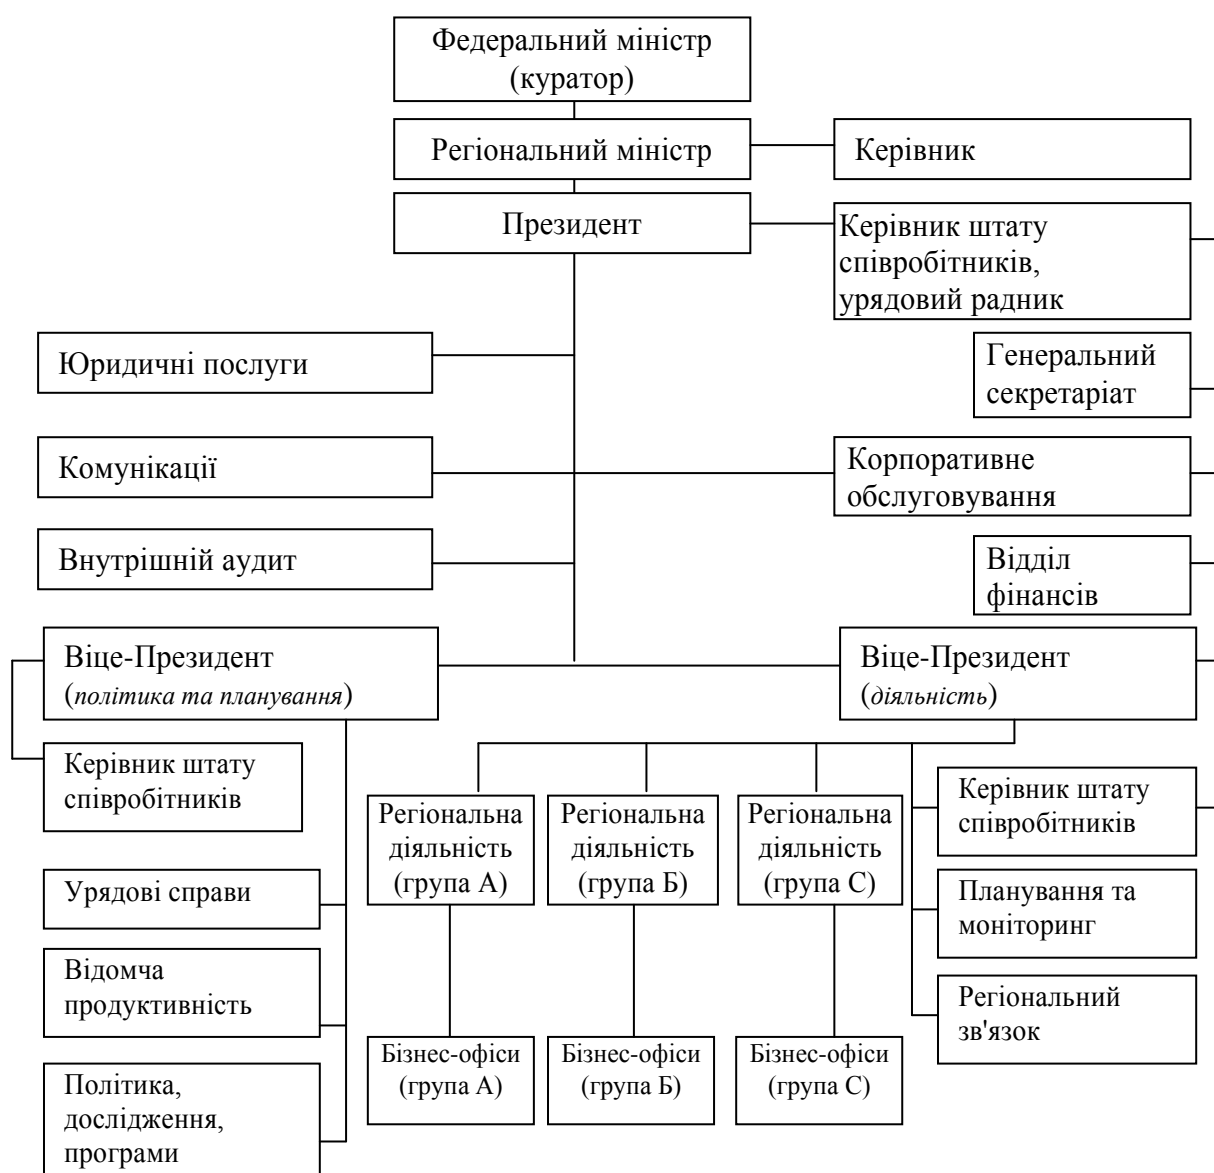 Федеральний міністр
(куратор)
Регіональний міністр
Керівник
Президент
Керівник штату
співробітників,
урядовий радник
Юридичні послуги
Генеральний
секретаріат
Комунікації
Корпоративне
обслуговування
Внутрішній аудит
Відділ
фінансів
Віце-Президент
(політика та планування)
Віце-Президент
(діяльність)
Керівник штату
співробітників
Регіональна
діяльність
(група А)
Регіональна
діяльність
(група Б)
Регіональна
діяльність
(група С)
Керівник штату
співробітників
Урядові справи
Планування та
моніторинг
Відомча
продуктивність
Регіональний
зв'язок
Бізнес-офіси
(група А)
Бізнес-офіси
(група Б)
Бізнес-офіси
(група С)
Політика,
дослідження,
програми